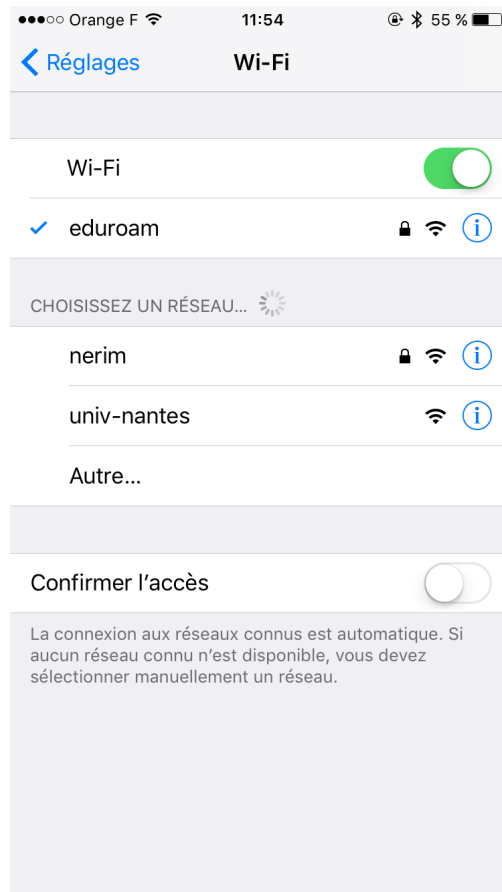 Orange F 11:54 55 %
Réglages Wi-Fi
Wi-Fi
eduroam
CHOISISSEZ UN RÉSEAU...
nerim
univ-nantes
Autre...
Confirmer l'accès
La connexion aux réseaux connus est automatique. Si
aucun réseau connu n'est disponible, vous devez
sélectionner manuellement un réseau.